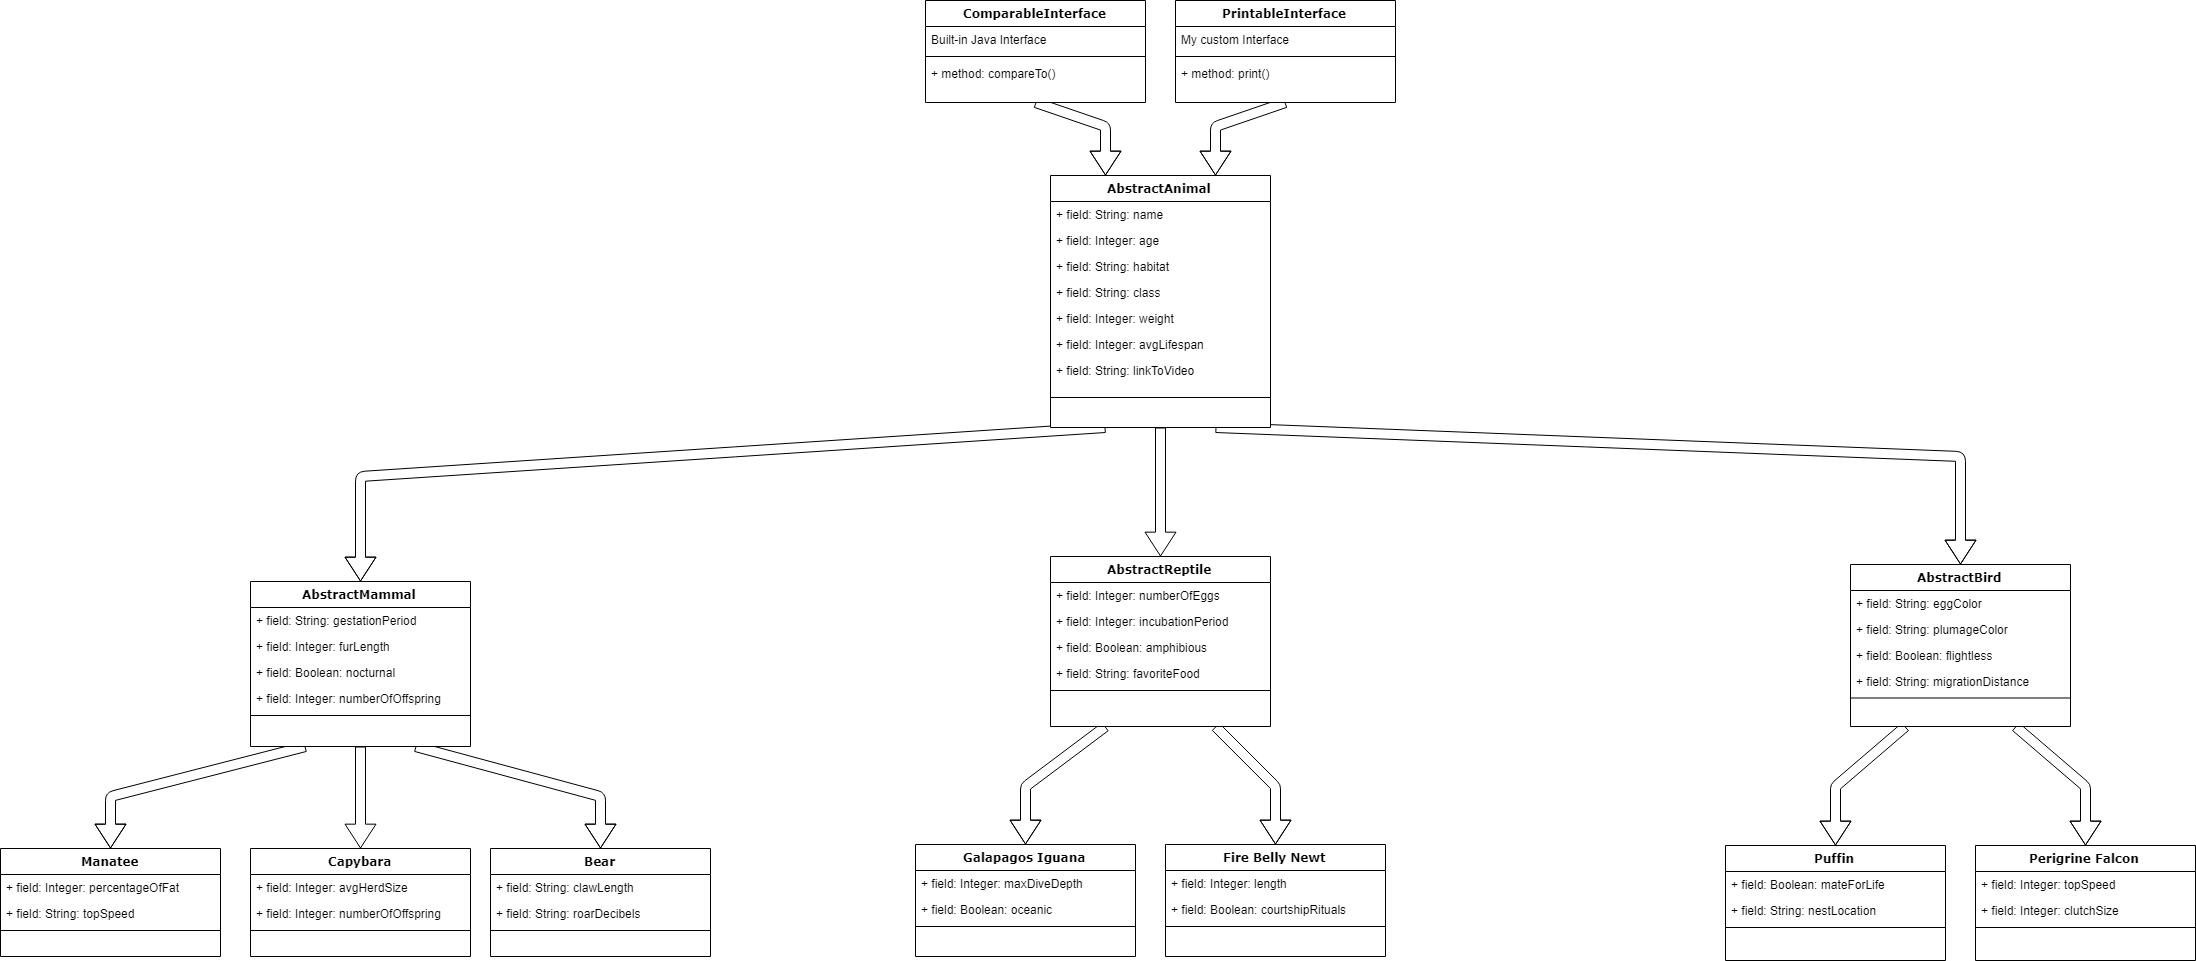 ComparableInterface
Built-in Java Interface
+ method: compareTo()
PrintableInterface
My custom Interface
+ method: print()
AbstractAnimal
+ field: String: name
+ field: Integer: age
+ field: String: habitat
+ field: String: class
+ field: Integer: weight
+ field: Integer: avgLifespan
+ field: String: linkToVideo
AbstractMammal
+ field: String: gestationPeriod
+ field: Integer: furLength
+ field: Boolean: nocturnal
+ field: Integer: numberOfOffspring
AbstractReptile
+ field: Integer: numberOfEggs
+ field: Integer: incubationPeriod
+ field: Boolean: amphibious
+ field: String: favoriteFood
AbstractBird
+ field: String: eggColor
+ field: String: plumageColor
+ field: Boolean: flightless
+ field: String: migrationDistance
Manatee
+ field: Integer: percentageOfFat
+ field: String: topSpeed
Capybara
+ field: Integer: avgHerdSize
+ field: Integer: numberOfOffspring
Bear
+ field: String: clawLength
+ field: String: roarDecibels
Galapagos Iguana
+ field: Integer: maxDiveDepth
+ field: Boolean: oceanic
Fire Belly Newt
+ field: Integer: length
+ field: Boolean: courtshipRituals
Puffin
+ field: Boolean: mateForLife
+ field: String: nestLocation
Perigrine Falcon
+ field: Integer: topSpeed
+ field: Integer: clutchSize